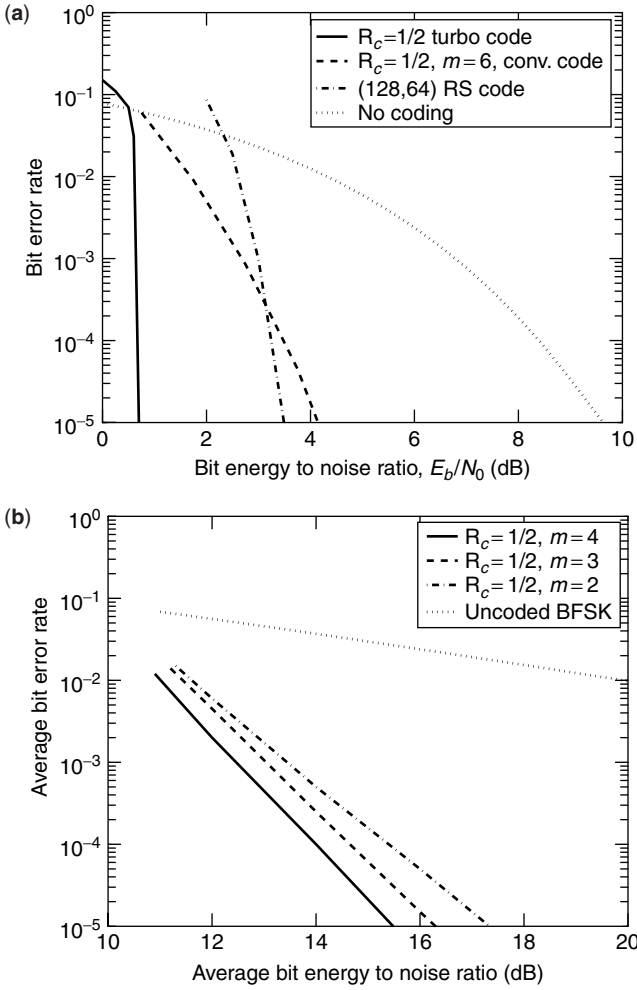 (a)
10⁰
10⁻¹
10⁻²
10⁻³
10⁻⁴
10⁻⁵
Bit error rate
R_c=1/2 turbo code
R_c=1/2, m=6, conv. code
(128,64) RS code
No coding
0 2 4 6 8 10
Bit energy to noise ratio, E_b/N_0 (dB)
(b)
10⁰
10⁻¹
10⁻²
10⁻³
10⁻⁴
10⁻⁵
Average bit error rate
R_c=1/2, m=4
R_c=1/2, m=3
R_c=1/2, m=2
Uncoded BFSK
10 12 14 16 18 20
Average bit energy to noise ratio (dB)